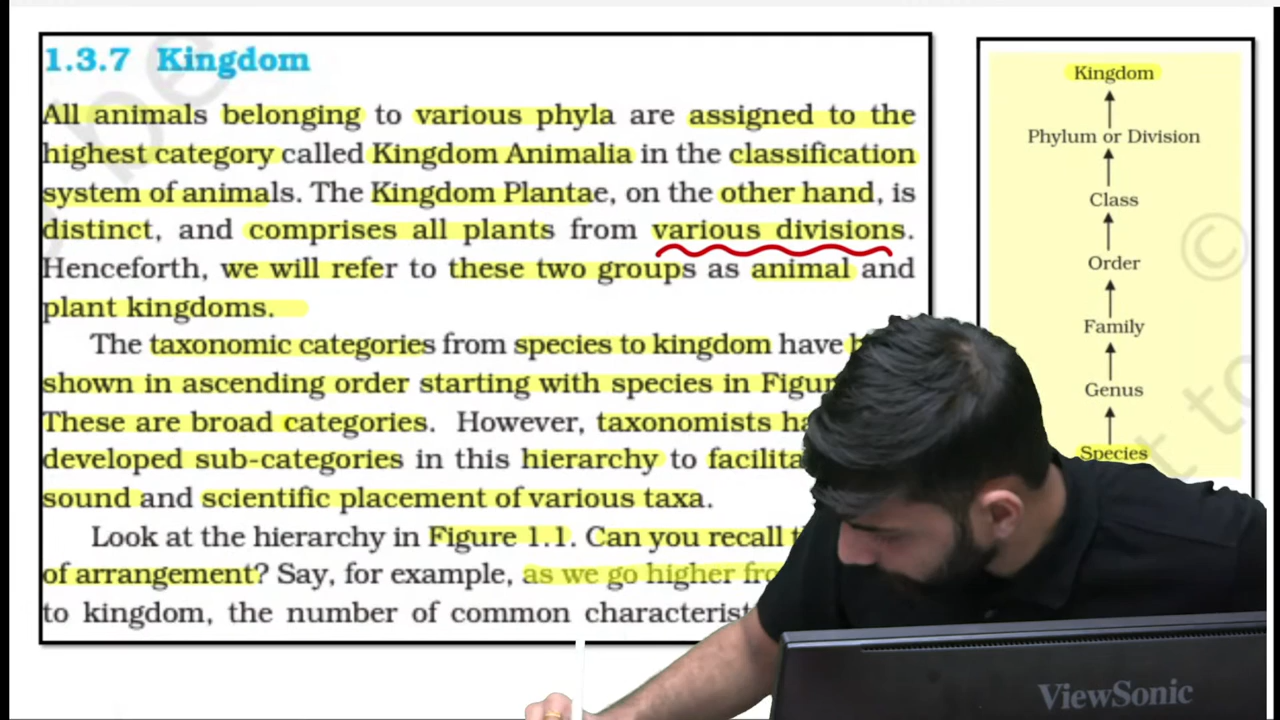 1.3.7 Kingdom
All animals belonging to various phyla are assigned to the
highest category called Kingdom Animalia in the classification
system of animals. The Kingdom Plantae, on the other hand, is
distinct, and comprises all plants from various divisions.
Henceforth, we will refer to these two groups as animal and
plant kingdoms.
The taxonomic categories from species to kingdom have
shown in ascending order starting with species in
These are broad categories. However, taxonomists
developed sub-categories in this hierarchy to
sound and scientific placement of various taxa.
Look at the hierarchy in Figure 1.1. Can you recall
of arrangement? Say, for example, as we go higher
to kingdom, the number of common
Kingdom
Phylum or Division
Class
Order
Family
Genus
Species
©
be
to
ViewSonic